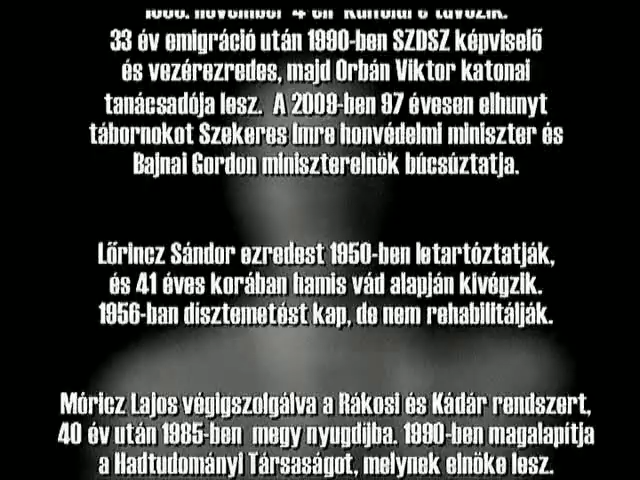 33 év emigráció után 1990-ben SZDSZ képviselő
és vezérezredes, majd Orbán Viktor katonai
tanácsadója lesz. A 2009-ben 97 évesen elhunyt
tábornokot Szekeres Imre honvédelmi miniszter és
Bajnai Gordon miniszterelnök búcsúztatja.
Lőrincz Sándor ezredest 1950-ben letartóztatják,
és 41 éves korában hamis vád alapján kivégzik.
1956-ban dísztemetést kap, de nem rehabilitálják.
Móricz Lajos végigszolgálva a Rákosi és Kádár rendszert,
40 év után 1985-ben megy nyugdíjba. 1990-ben magalapítja
a Hadtudományi Társaságot, melynek elnöke lesz.